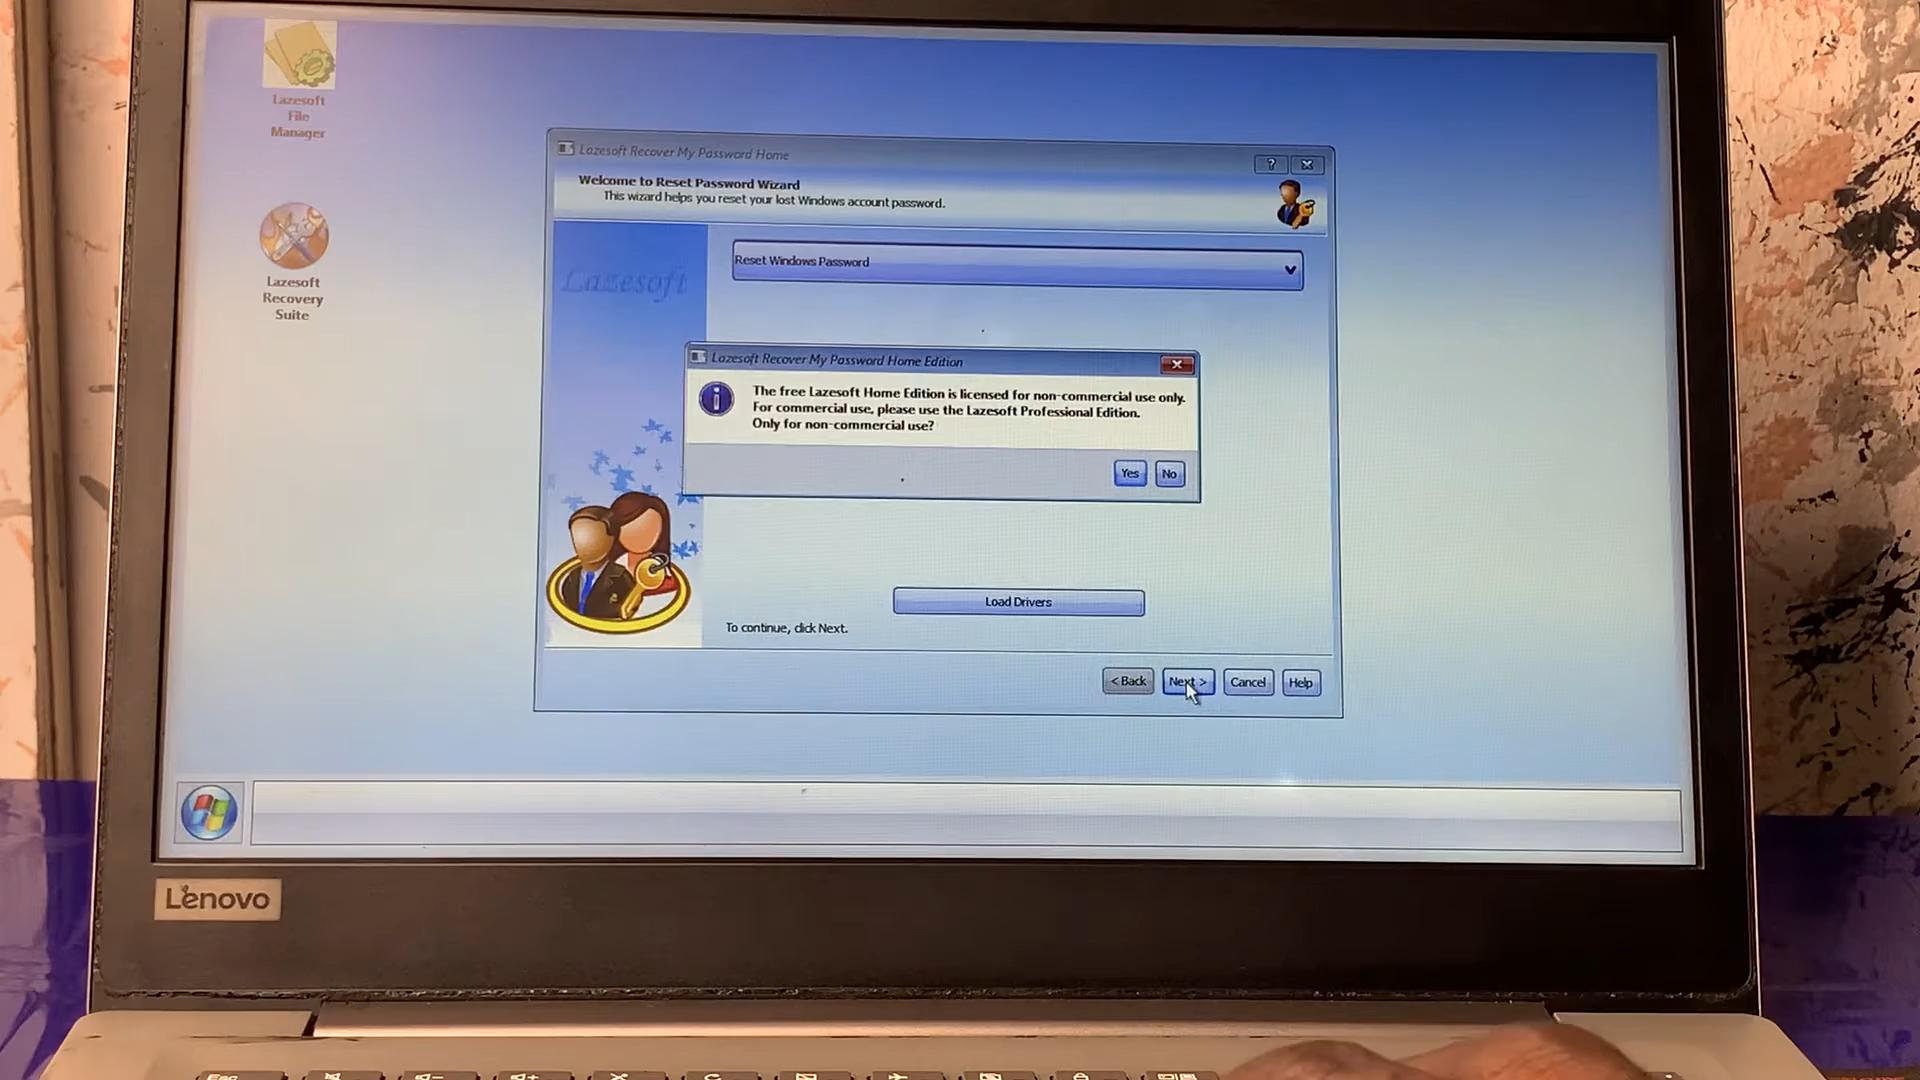 Lazesoft
File
Manager
Lazesoft
Recovery
Suite
Lazesoft Recover My Password Home
?
Welcome to Reset Password Wizard
This wizard helps you reset your lost Windows account password.
Lazesoft
Reset Windows Password
Lazesoft Recover My Password Home Edition
The free Lazesoft Home Edition is licensed for non-commercial use only.
For commercial use, please use the Lazesoft Professional Edition.
Only for non-commercial use?
Yes No
Load Drivers
To continue, click Next.
< Back Next > Cancel Help
Lenovo
Esc